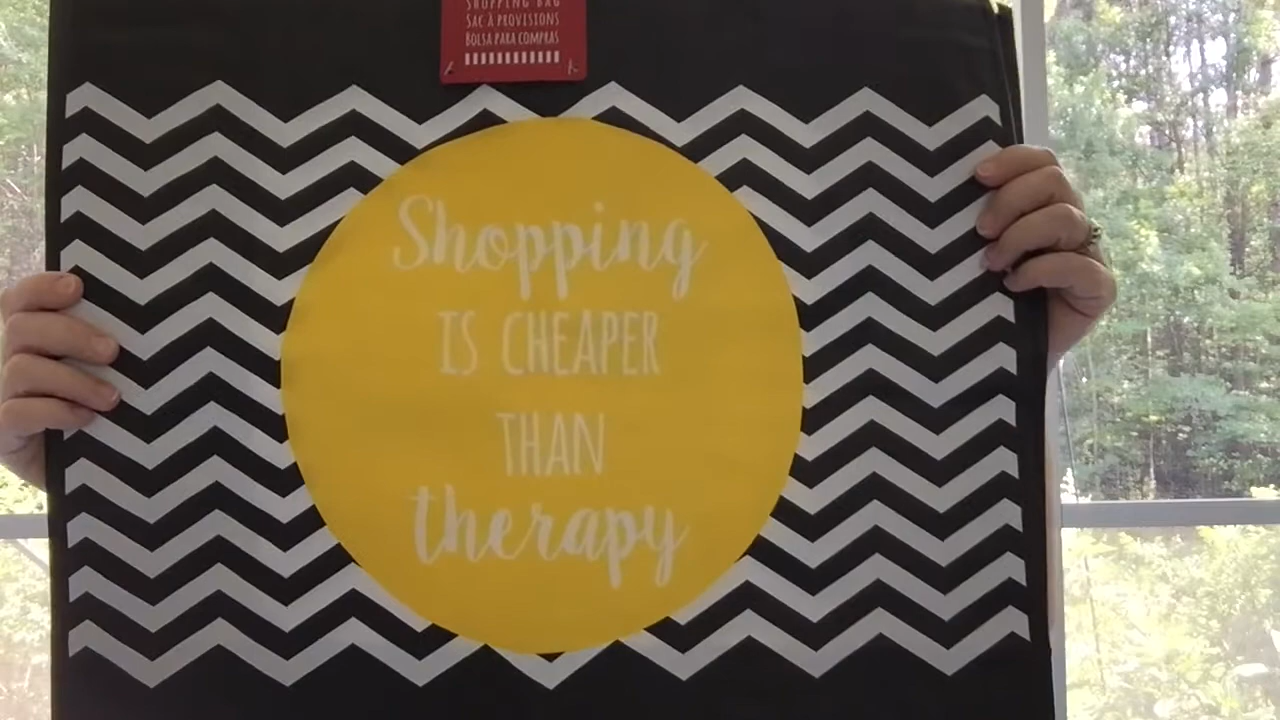 SHOPPING BAG
SAC À PROVISIONS
BOLSA PARA COMPRAS
Shopping
IS CHEAPER
THAN
therapy